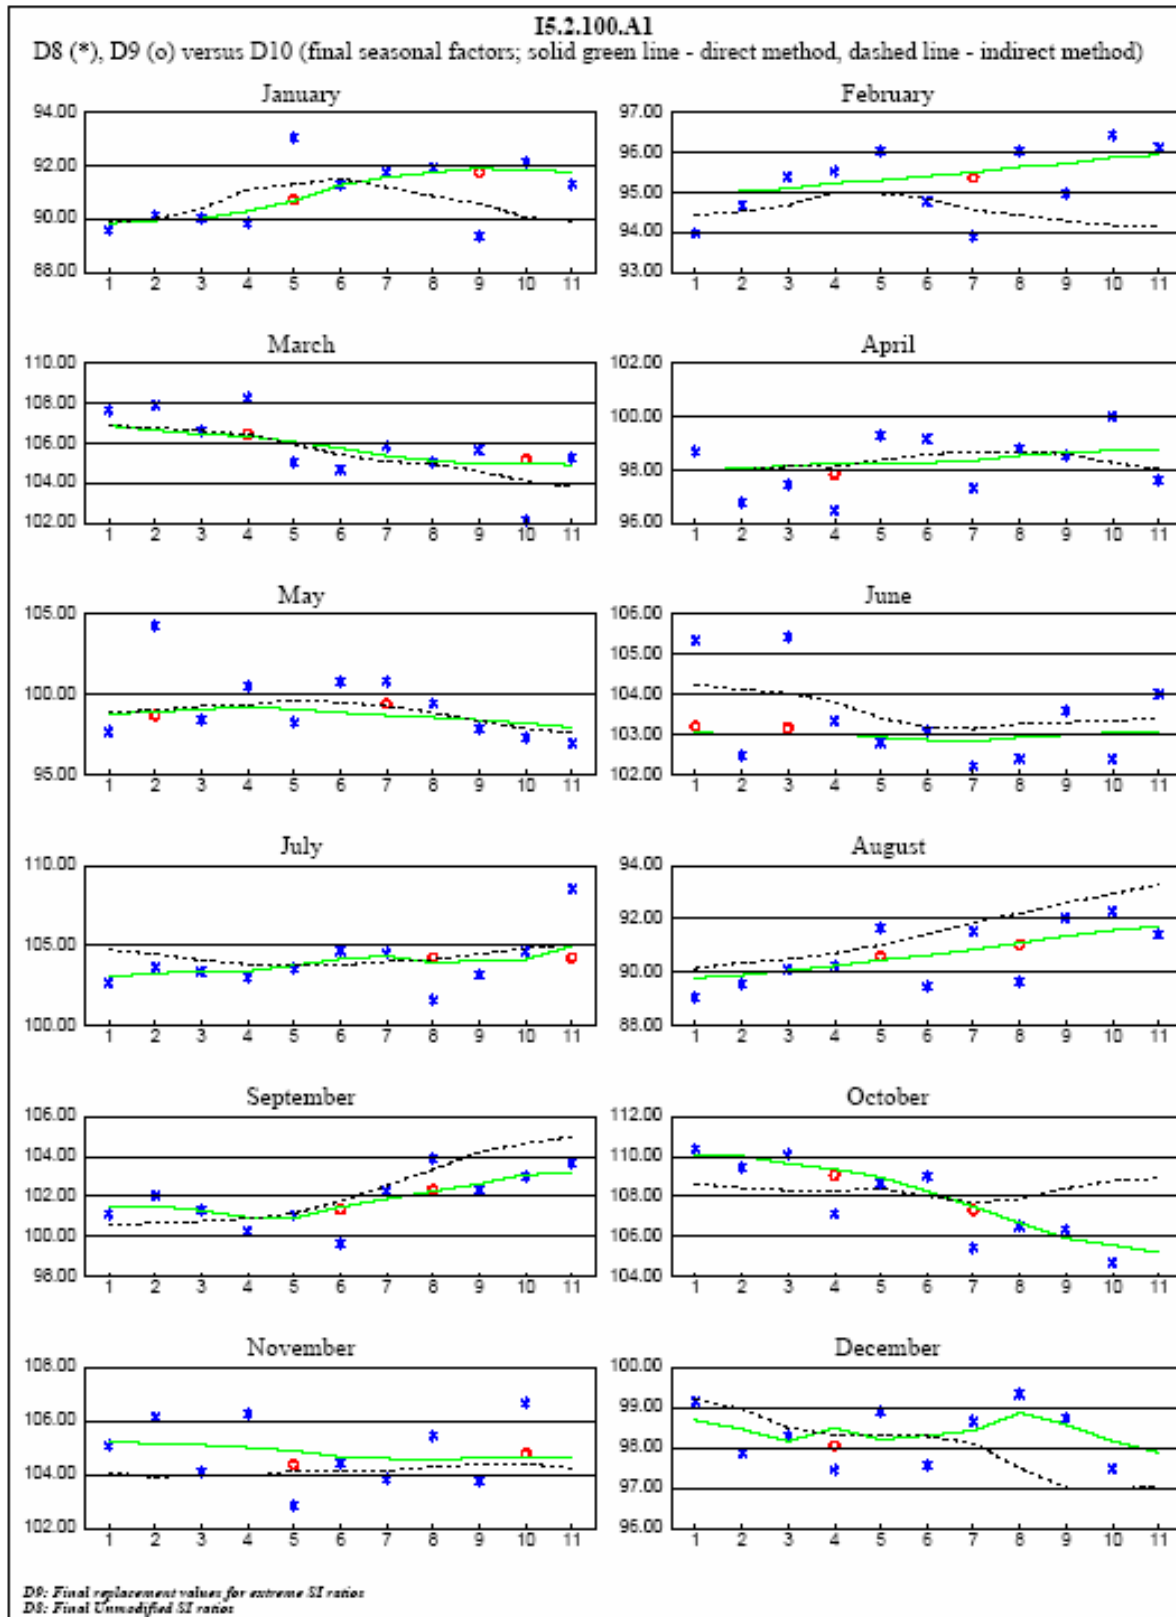 I5.2.100.A1
D8 (*), D9 (o) versus D10 (final seasonal factors; solid green line - direct method, dashed line - indirect method)
January
94.00
92.00
90.00
88.00
1 2 3 4 5 6 7 8 9 10 11
February
97.00
96.00
95.00
94.00
93.00
1 2 3 4 5 6 7 8 9 10 11
March
110.00
108.00
106.00
104.00
102.00
1 2 3 4 5 6 7 8 9 10 11
April
102.00
100.00
98.00
96.00
1 2 3 4 5 6 7 8 9 10 11
May
105.00
100.00
95.00
1 2 3 4 5 6 7 8 9 10 11
June
106.00
105.00
104.00
103.00
102.00
1 2 3 4 5 6 7 8 9 10 11
July
110.00
105.00
100.00
1 2 3 4 5 6 7 8 9 10 11
August
94.00
92.00
90.00
88.00
1 2 3 4 5 6 7 8 9 10 11
September
106.00
104.00
102.00
100.00
98.00
1 2 3 4 5 6 7 8 9 10 11
October
112.00
110.00
108.00
106.00
104.00
1 2 3 4 5 6 7 8 9 10 11
November
108.00
106.00
104.00
102.00
1 2 3 4 5 6 7 8 9 10 11
December
100.00
99.00
98.00
97.00
96.00
1 2 3 4 5 6 7 8 9 10 11
D9: Final replacement values for extreme SI ratios
D8: Final Unmodified SI ratios